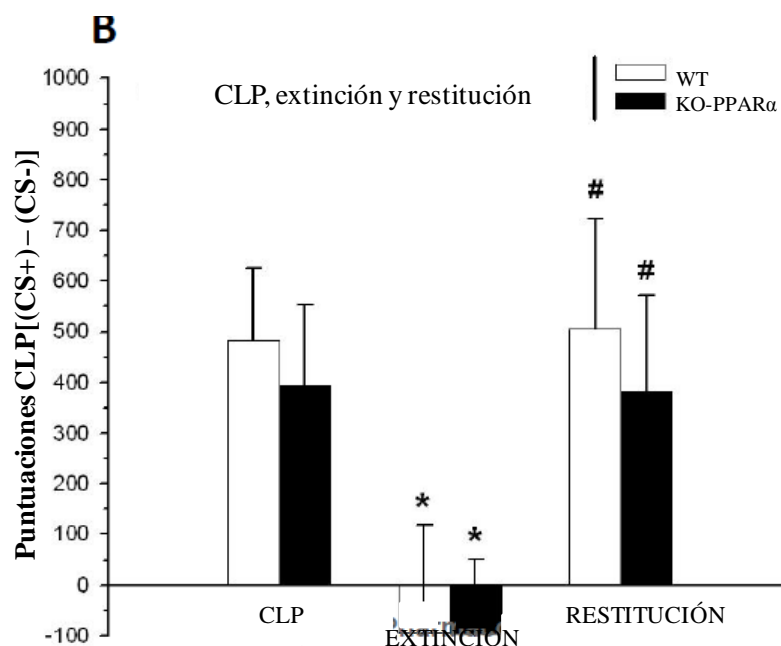 B
CLP, extinción y restitución
WT
KO-PPARα
Puntuaciones CLP[(CS+)– (CS-)]
1000
900
800
700
600
500
400
300
200
100
0
-100
#
#
*
*
CLP
EXTINCIÓN
RESTITUCIÓN